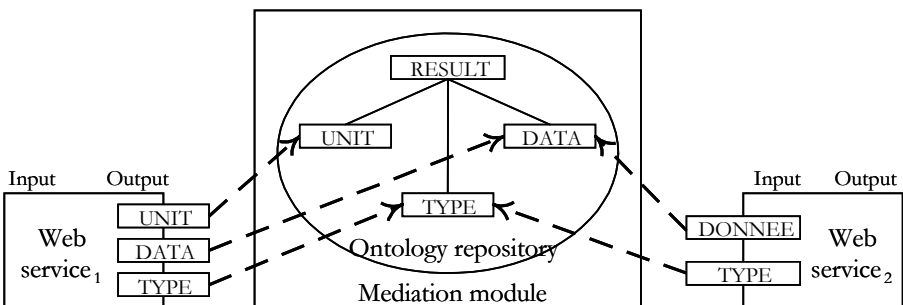 RESULT
UNIT
DATA
Input Output
Input Output
UNIT
TYPE
DONNEE
Web
service1
DATA
Ontology repository
Web
service2
TYPE
TYPE
Mediation module